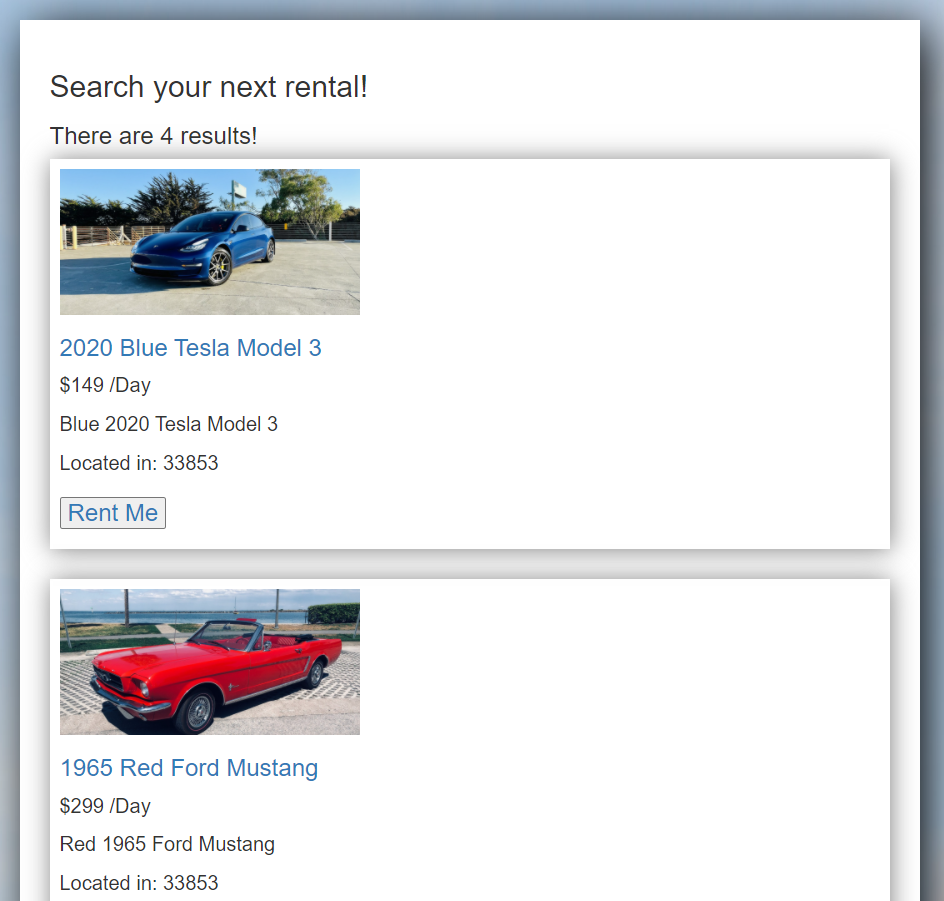 Search your next rental!
There are 4 results!
2020 Blue Tesla Model 3
$149 /Day
Blue 2020 Tesla Model 3
Located in: 33853
Rent Me
1965 Red Ford Mustang
$299 /Day
Red 1965 Ford Mustang
Located in: 33853